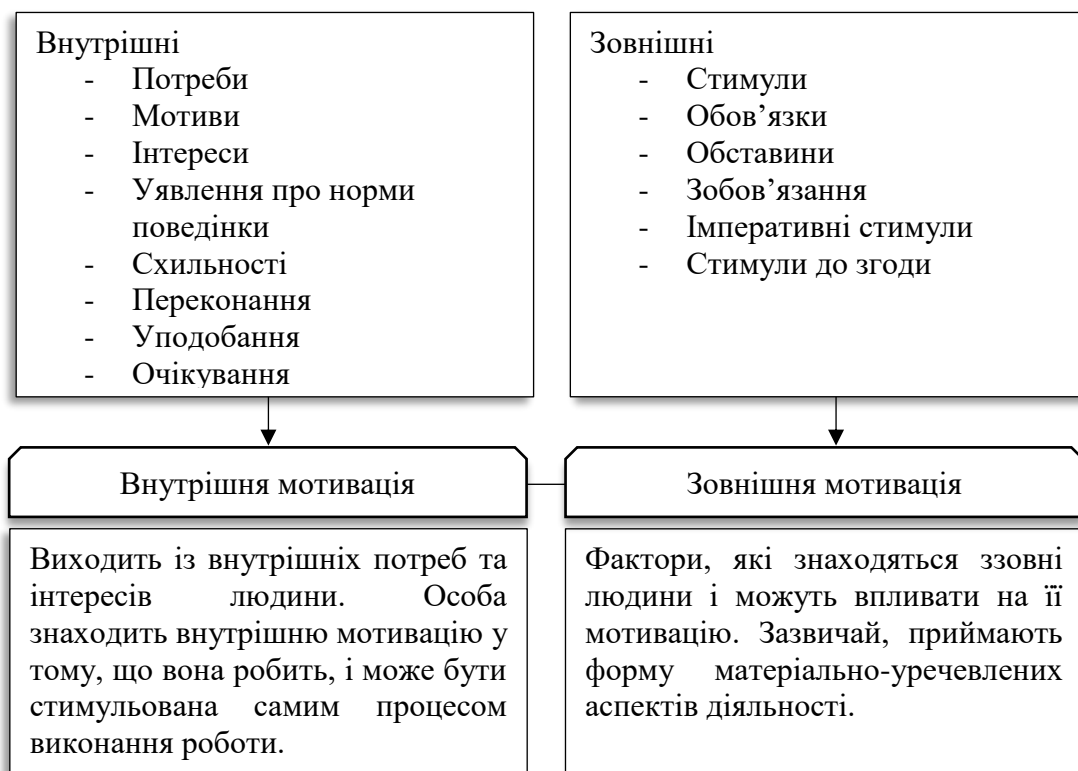 Внутрішні
- Потреби
- Мотиви
- Інтереси
- Уявлення про норми
поведінки
- Схильності
- Переконання
- Уподобання
- Очікування
Зовнішні
- Стимули
- Обов’язки
- Обставини
- Зобов’язання
- Імперативні стимули
- Стимули до згоди
Внутрішня мотивація
Зовнішня мотивація
Виходить із внутрішніх потреб та
інтересів людини. Особа
знаходить внутрішню мотивацію у
тому, що вона робить, і може бути
стимульована самим процесом
виконання роботи.
Фактори, які знаходяться ззовні
людини і можуть впливати на її
мотивацію. Зазвичай, приймають
форму матеріально-уречевлених
аспектів діяльності.